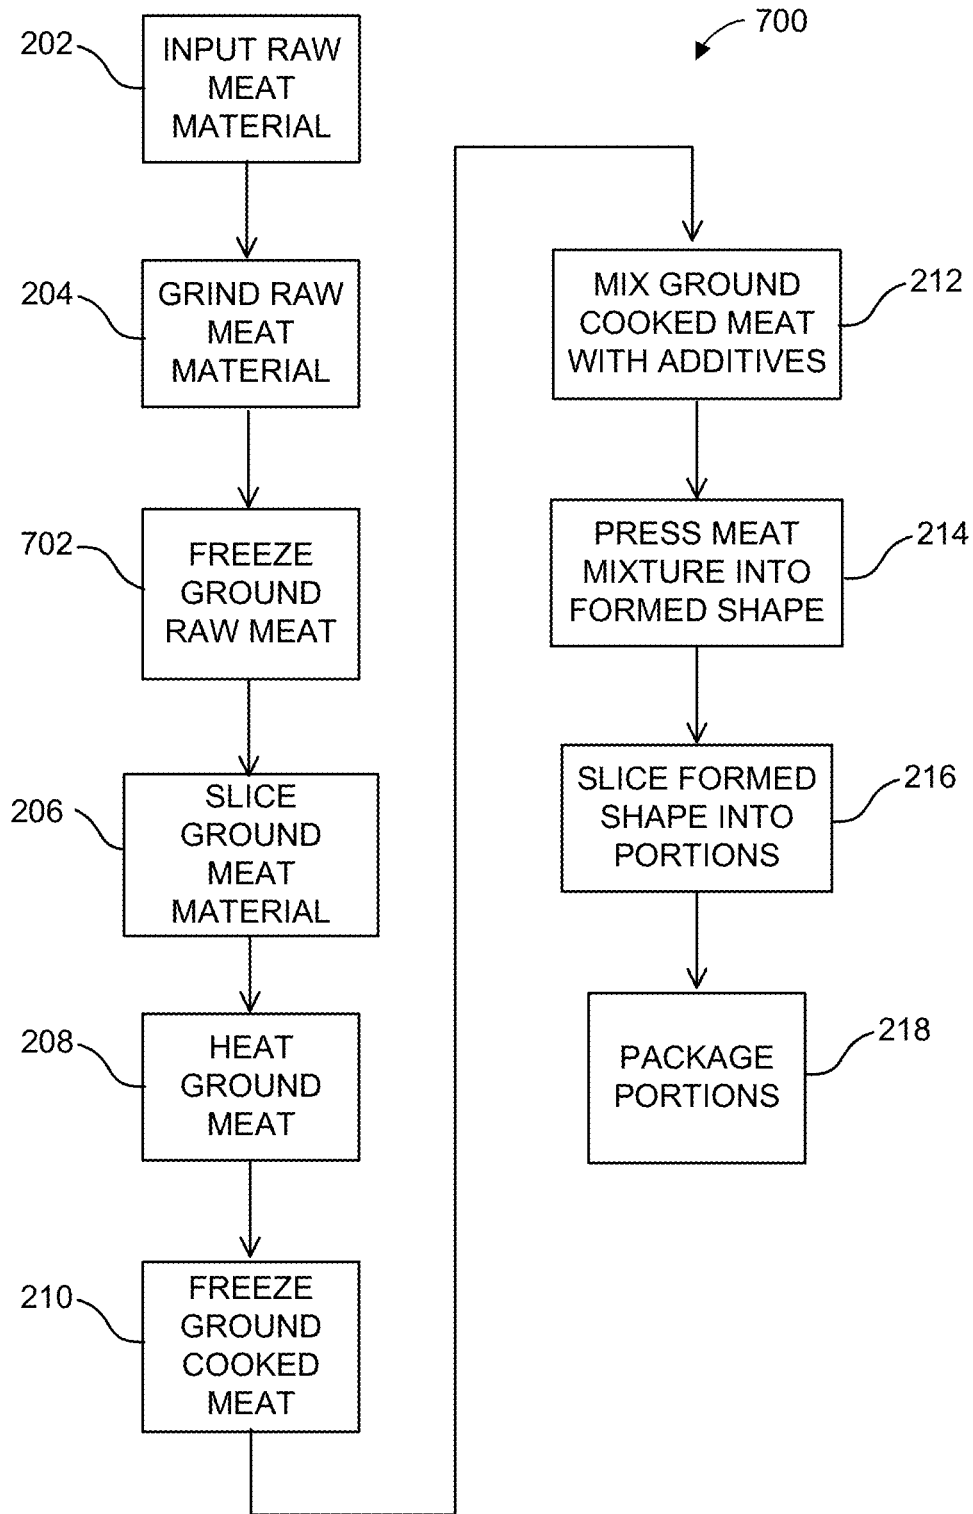 202
INPUT RAW
MEAT
MATERIAL
204
GRIND RAW
MEAT
MATERIAL
702
FREEZE
GROUND
RAW MEAT
206
SLICE
GROUND
MEAT
MATERIAL
208
HEAT
GROUND
MEAT
210
FREEZE
GROUND
COOKED
MEAT
700
MIX GROUND
COOKED MEAT
WITH ADDITIVES
212
PRESS MEAT
MIXTURE INTO
FORMED SHAPE
214
SLICE FORMED
SHAPE INTO
PORTIONS
216
PACKAGE
PORTIONS
218